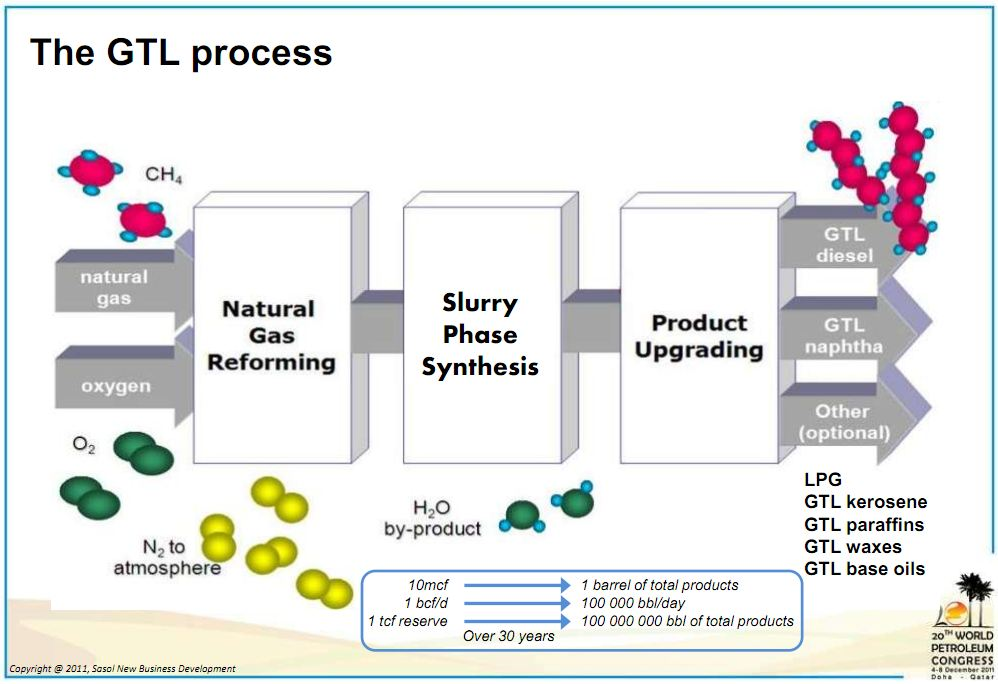 The GTL process
CH4
natural
gas
oxygen
O2
N2 to
atmosphere
Natural
Gas
Reforming
Slurry
Phase
Synthesis
H2O
by-product
Product
Upgrading
GTL
diesel
GTL
naphtha
Other
(optional)
LPG
GTL kerosene
GTL paraffins
GTL waxes
GTL base oils
10mcf 1 barrel of total products
1 bcf/d 100 000 bbl/day
1 tcf reserve 100 000 000 bbl of total products
Over 30 years
20TH WORLD
PETROLEUM
CONGRESS
4-8 December 2011
Doha - Qatar
Copyright @ 2011, Sasol New Business Development